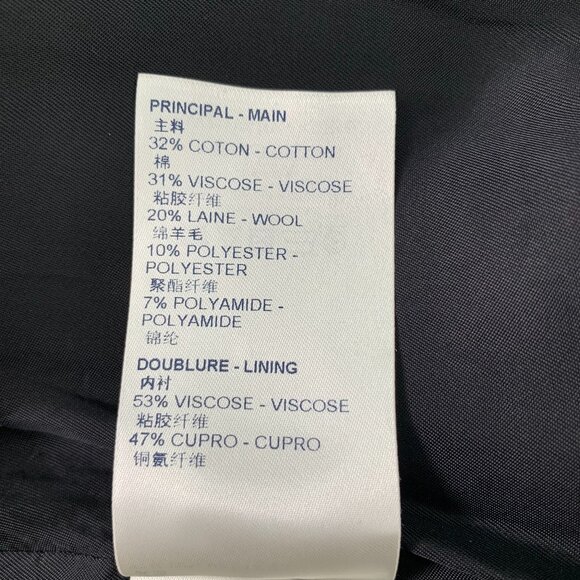 PRINCIPAL - MAIN
主料
32% COTON - COTTON
棉
31% VISCOSE - VISCOSE
粘胶纤维
20% LAINE - WOOL
绵羊毛
10% POLYESTER -
POLYESTER
聚酯纤维
7% POLYAMIDE -
POLYAMIDE
锦纶
DOUBLURE - LINING
内衬
53% VISCOSE - VISCOSE
粘胶纤维
47% CUPRO - CUPRO
铜氨纤维